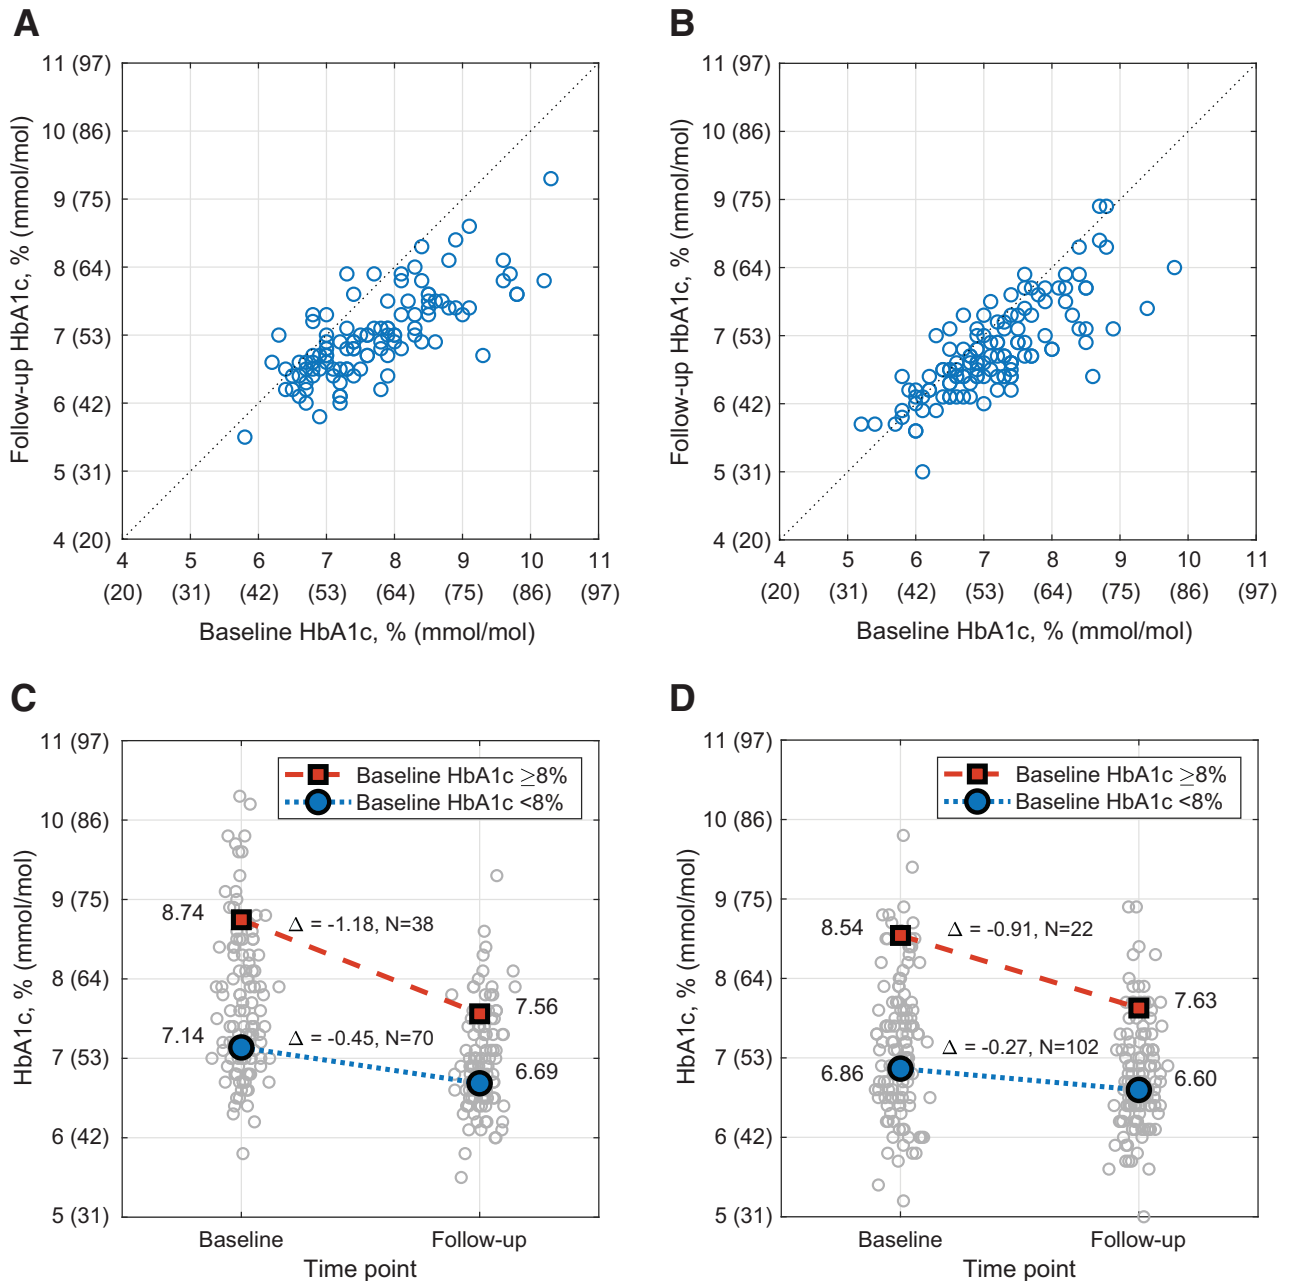 A
11 (97)
10 (86)
9 (75)
8 (64)
7 (53)
6 (42)
5 (31)
4 (20)
Follow-up HbA1c, % (mmol/mol)
4 5 6 7 8 9 10 11
(20) (31) (42) (53) (64) (75) (86) (97)
Baseline HbA1c, % (mmol/mol)
B
11 (97)
10 (86)
9 (75)
8 (64)
7 (53)
6 (42)
5 (31)
4 (20)
Follow-up HbA1c, % (mmol/mol)
4 5 6 7 8 9 10 11
(20) (31) (42) (53) (64) (75) (86) (97)
Baseline HbA1c, % (mmol/mol)
C
11 (97)
10 (86)
9 (75)
8 (64)
7 (53)
6 (42)
5 (31)
HbA1c, % (mmol/mol)
Baseline HbA1c ≥8%
Baseline HbA1c <8%
8.74
Δ = -1.18, N=38
7.56
7.14
Δ = -0.45, N=70
6.69
Baseline Follow-up
Time point
D
11 (97)
10 (86)
9 (75)
8 (64)
7 (53)
6 (42)
5 (31)
HbA1c, % (mmol/mol)
Baseline HbA1c ≥8%
Baseline HbA1c <8%
8.54
Δ = -0.91, N=22
7.63
6.86
Δ = -0.27, N=102
6.60
Baseline Follow-up
Time point